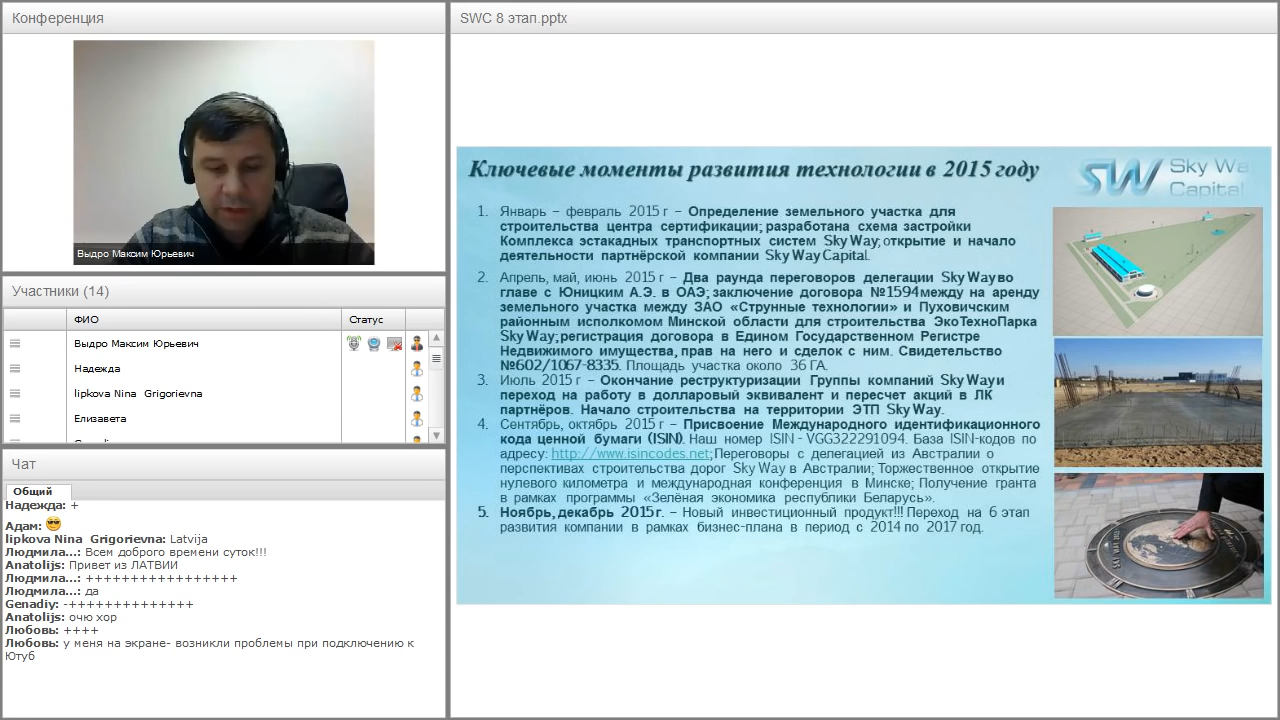 Конференция
Выдро Максим Юрьевич
Участники (14)
ФИО
Статус
Выдро Максим Юрьевич
Надежда
lipkova Nina Grigorievna
Елизавета
Чат
Общий
Надежда: +
Адам:
lipkova Nina Grigorievna: Latvija
Людмила...: Всем доброго времени суток!!!
Anatolijs: Привет из ЛАТВИИ
Людмила...: +++++++++++++++++
Людмила...: да
Genadiy: -++++++++++++++
Anatolijs: очю хор
Любовь: ++++
Любовь: у меня на экране- возникли проблемы при подключению к
Ютуб
SWC 8 этап.pptx
Ключевые моменты развития технологии в 2015 году
SW Sky Wa
Capital
1. Январь – февраль 2015 г – Определение земельного участка для
строительства центра сертификации; разработана схема застройки
Комплекса эстакадных транспортных систем Sky Way; открытие и начало
деятельности партнёрской компании Sky Way Capital.
2. Апрель, май, июнь 2015 г – Два раунда переговоров делегации Sky Way во
главе с Юницким А.Э. в ОАЭ; заключение договора №1594 между на аренду
земельного участка между ЗАО «Струнные технологии» и Пуховичским
районным исполкомом Минской области для строительства ЭкоТехноПарка
Sky Way; регистрация договора в Едином Государственном Регистре
Недвижимого имущества, прав на него и сделок с ним. Свидетельство
№602/1067-8335. Площадь участка около 36 ГА.
3. Июль 2015 г – Окончание реструктуризации Группы компаний Sky Way и
переход на работу в долларовый эквивалент и пересчет акций в ЛК
партнёров. Начало строительства на территории ЭТП Sky Way.
4. Сентябрь, октябрь 2015 г – Присвоение Международного идентификационного
кода ценной бумаги (ISIN). Наш номер ISIN - VGG322291094. База ISIN-кодов по
адресу: http://www.isincodes.net; Переговоры с делегацией из Австралии о
перспективах строительства дорог Sky Way в Австралии; Торжественное открытие
нулевого километра и международная конференция в Минске; Получение гранта
в рамках программы «Зелёная экономика республики Беларусь».
5. Ноябрь, декабрь 2015 г. – Новый инвестиционный продукт!!! Переход на 6 этап
развития компании в рамках бизнес-плана в период с 2014 по 2017 год.